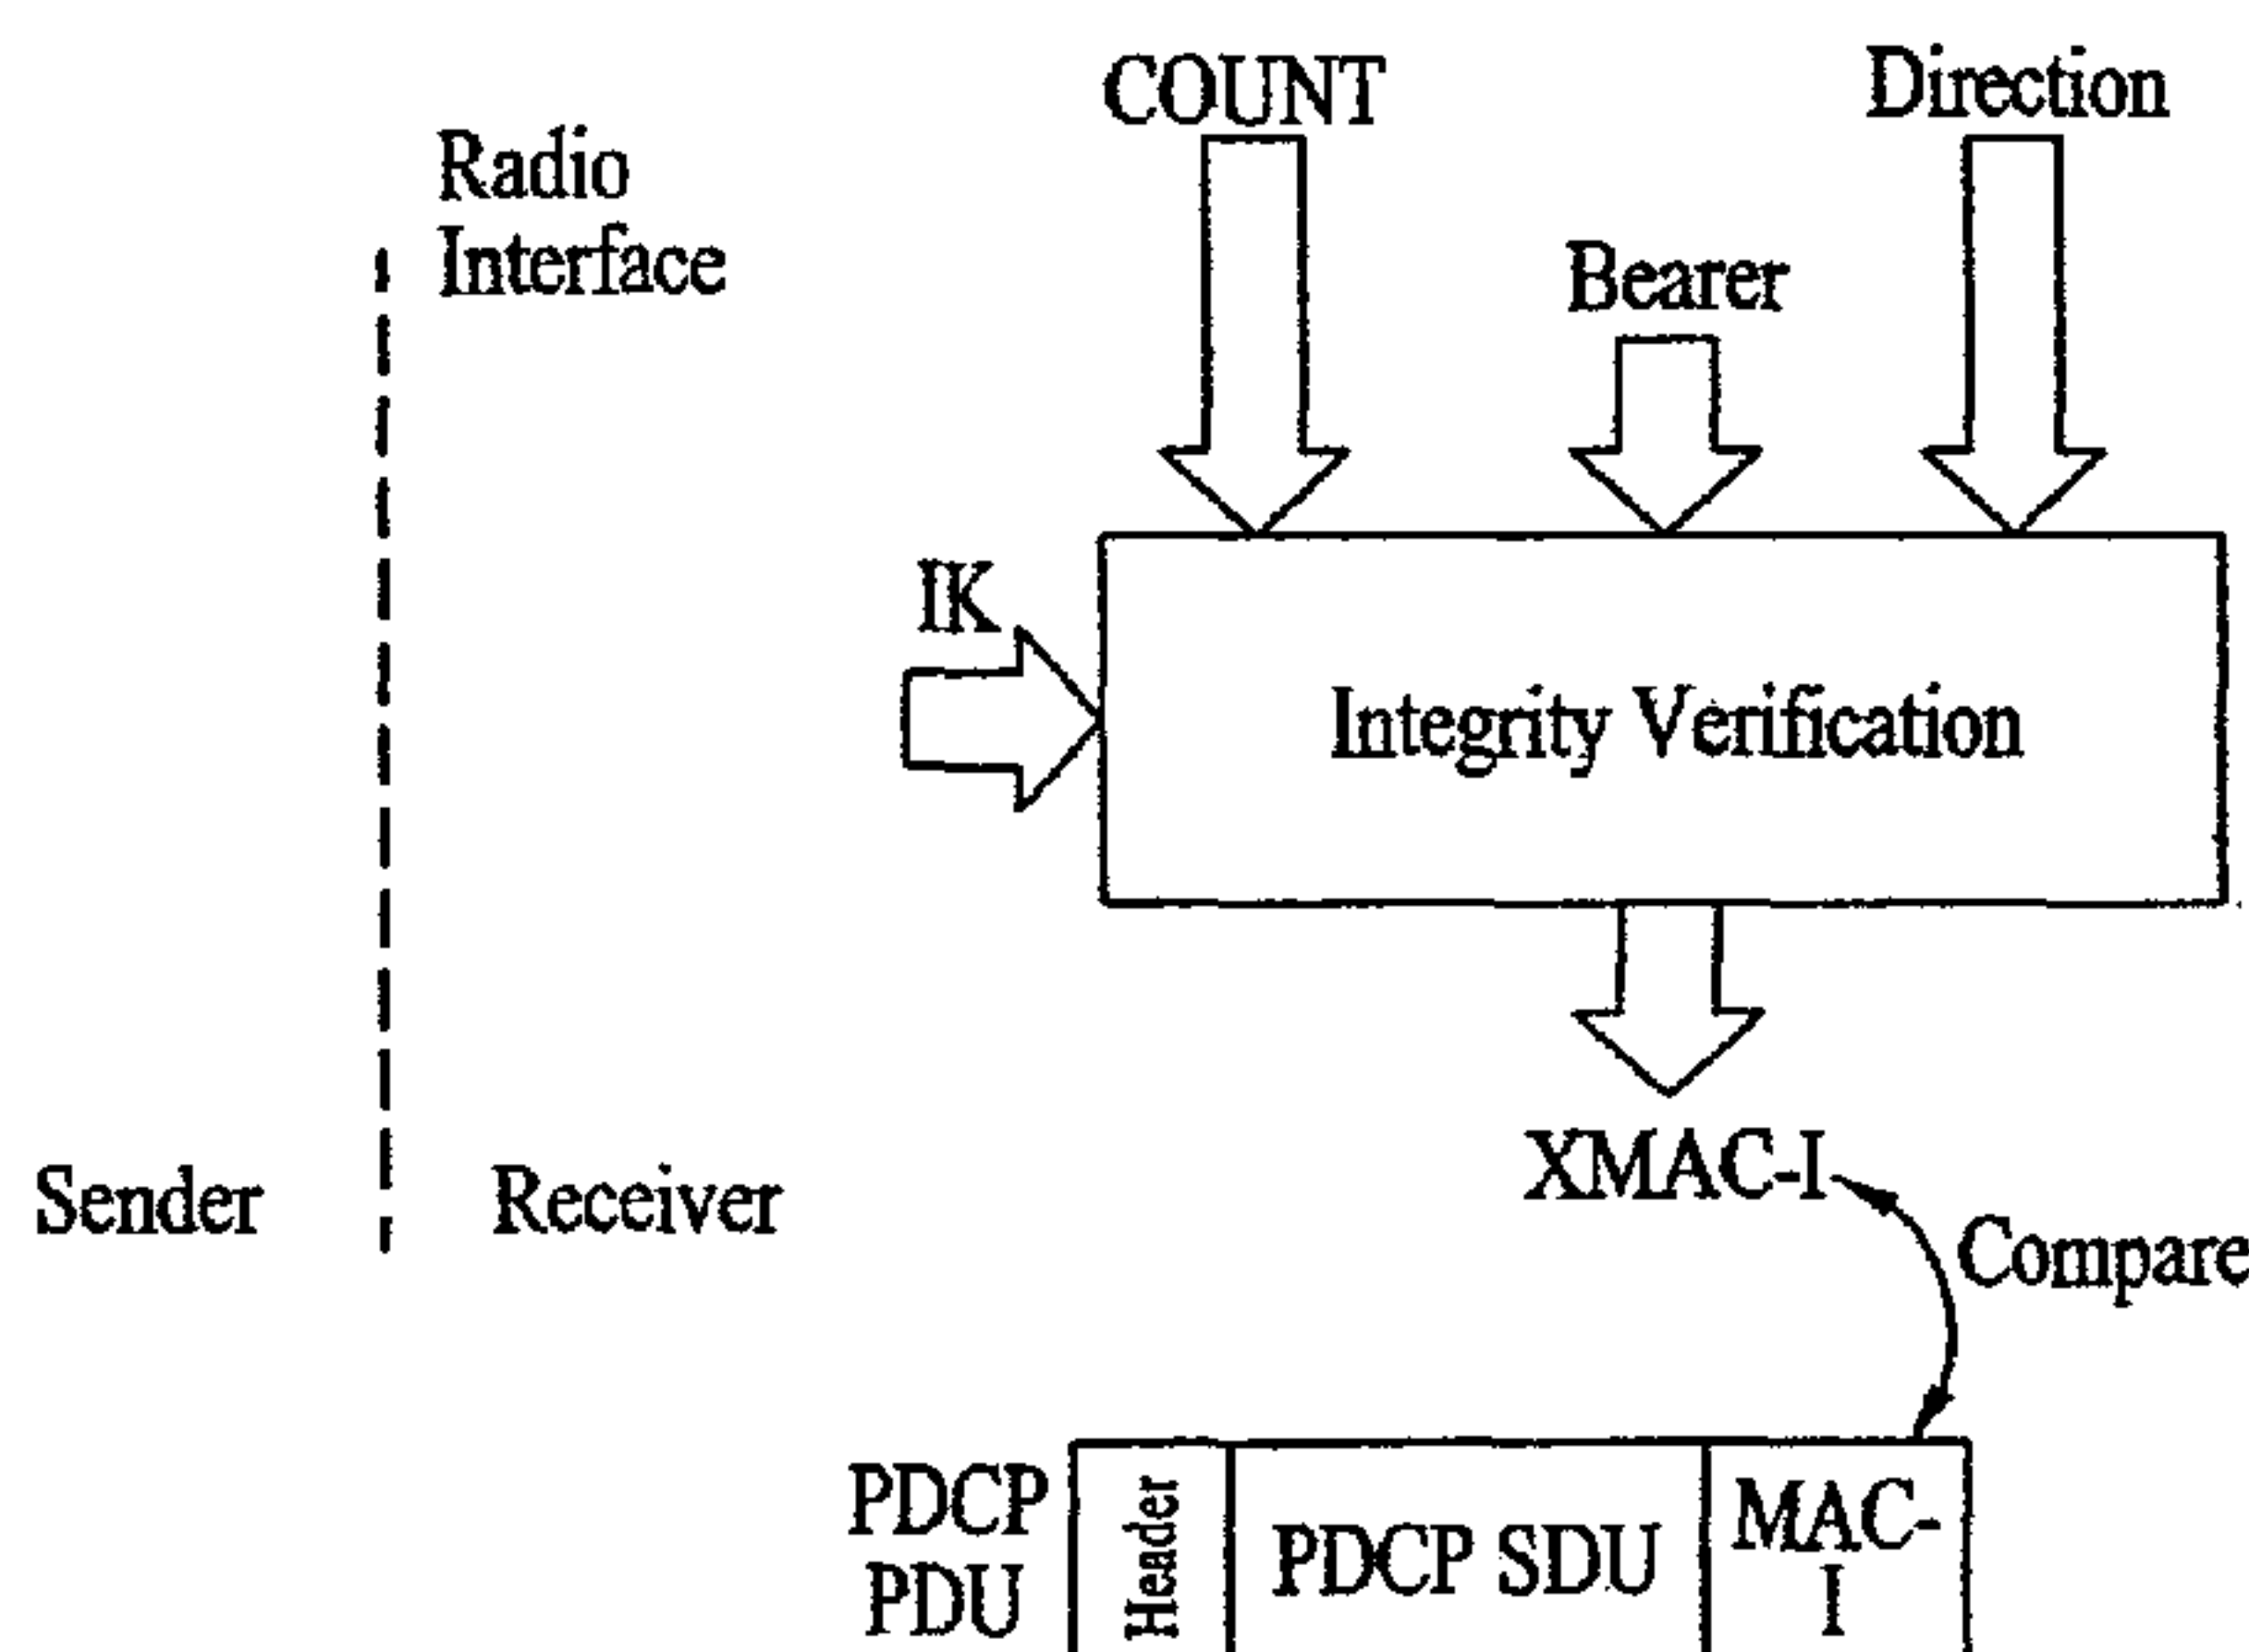 COUNT
Direction
Radio
Interface
Bearer
IK
Integrity Verification
Sender
Receiver
XMAC-I
Compare
PDCP
PDU
Header
PDCP SDU
MAC-
I